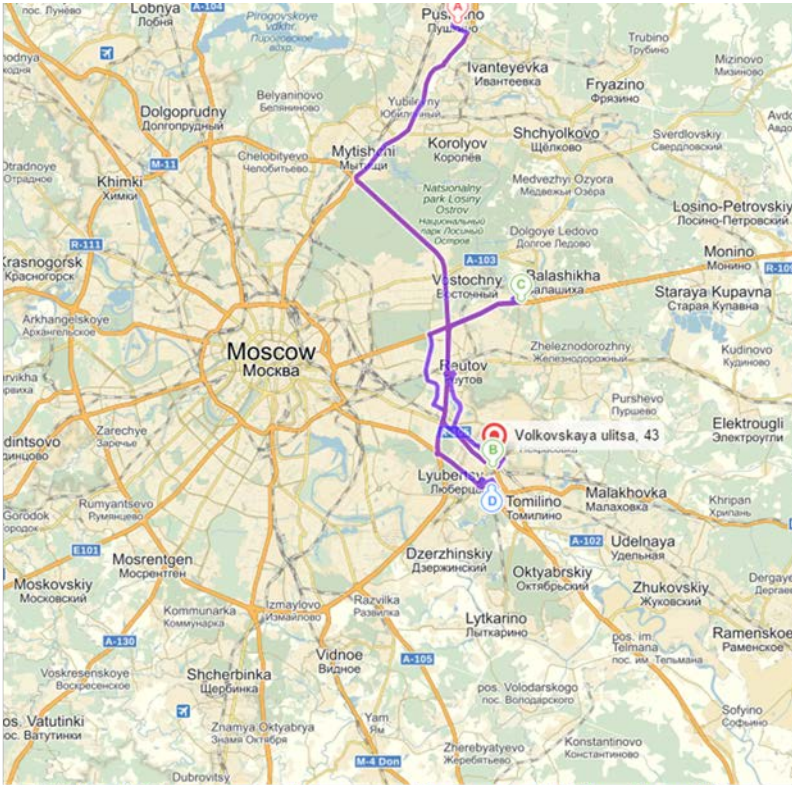 пос. Лунёво
Lobnya
Лобня
A-104
Pirogovskoye
vdkhr.
Пироговское
вдхр.
A
Pushkino
Пушкино
Ivanteyevka
Ивантеевка
Trubino
Трубино
Mizinovo
Мизиново
Fryazino
Фрязино
Belyaninovo
Беляниново
Dolgoprudny
Долгопрудный
Shchyolkovo
Щёлково
Sverdlovskiy
Свердловский
M-11
Chelobityevo
Челобитьево
Mytishchi
Мытищи
Korolyov
Королёв
Otradnoye
Отрадное
Khimki
Химки
Natsionalny
park Losiny
Ostrov
Национальный
парк Лосиный
Остров
Medvezhyi Ozyora
Медвежьи Озёра
Losino-Petrovskiy
Лосино-Петровский
R-111
Dolgoye Ledovo
Долгое Ледово
A-103
Monino
Монино
Krasnogorsk
Красногорск
Vostochny
Восточный
C
Balashikha
Балашиха
Staraya Kupavna
Старая Купавна
Arkhangelskoye
Архангельское
Moscow
Москва
Reutov
Реутов
Zheleznodorozhny
Железнодорожный
Kudinovo
Кудиново
Zarechye
Заречье
Purshevo
Пуршево
Elektrougli
Электроугли
Volkovskaya ulitsa, 43
B
Lyubertsy
Люберцы
D
Tomilino
Томилино
Malakhovka
Малаховка
Khripan
Хрипань
Rumyantsevo
Румянцево
E101
Mosrentgen
Мосрентген
Dzerzhinskiy
Дзержинский
A-102
Udelnaya
Удельная
Moskovskiy
Московский
Oktyabrskiy
Октябрьский
Zhukovskiy
Жуковский
Kommunarka
Коммунарка
Izmaylovo
Измайлово
Razvilka
Развилка
Lytkarino
Лыткарино
A-130
pos. im
Telmana
пос. им. Тельмана
Ramenskoe
Раменское
Vidnoe
Видное
A-105
Voskresenskoye
Воскресенское
Shcherbinka
Щербинка
pos. Volodarskogo
пос. Володарского
Sofyino
Софьино
pos. Vatutinki
пос. Ватутинки
Znamya Oktyabrya
Знамя Октября
Yam
Ям
Konstantinovo
Константиново
Zherebyatyevo
Жеребятьево
M-4 Don
Dubrovitsy